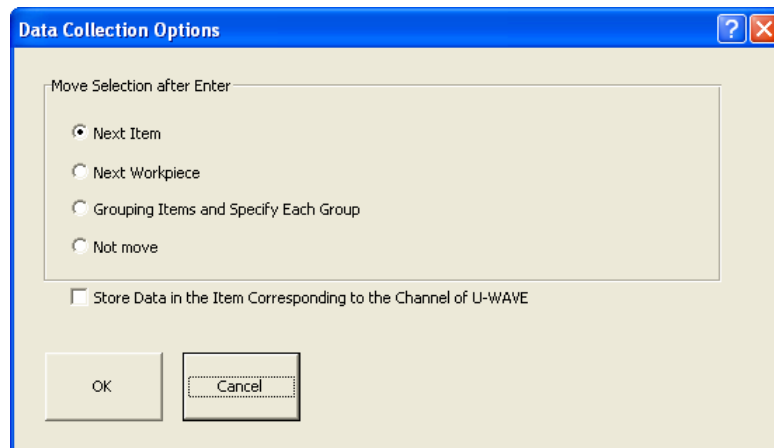 Data Collection Options
Move Selection after Enter
Next Item
Next Workpiece
Grouping Items and Specify Each Group
Not move
Store Data in the Item Corresponding to the Channel of U-WAVE
OK
Cancel